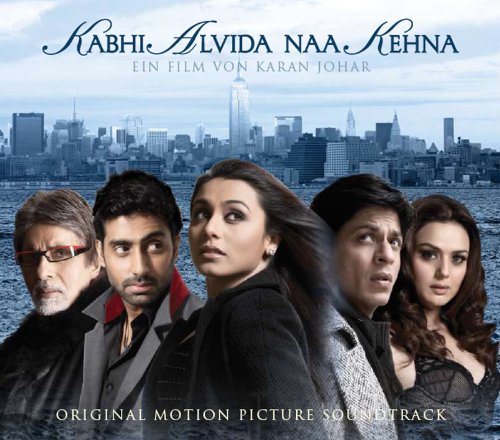 Kabhi Alvida Naa Kehna
EIN FILM VON KARAN JOHAR
ORIGINAL MOTION PICTURE SOUNDTRACK